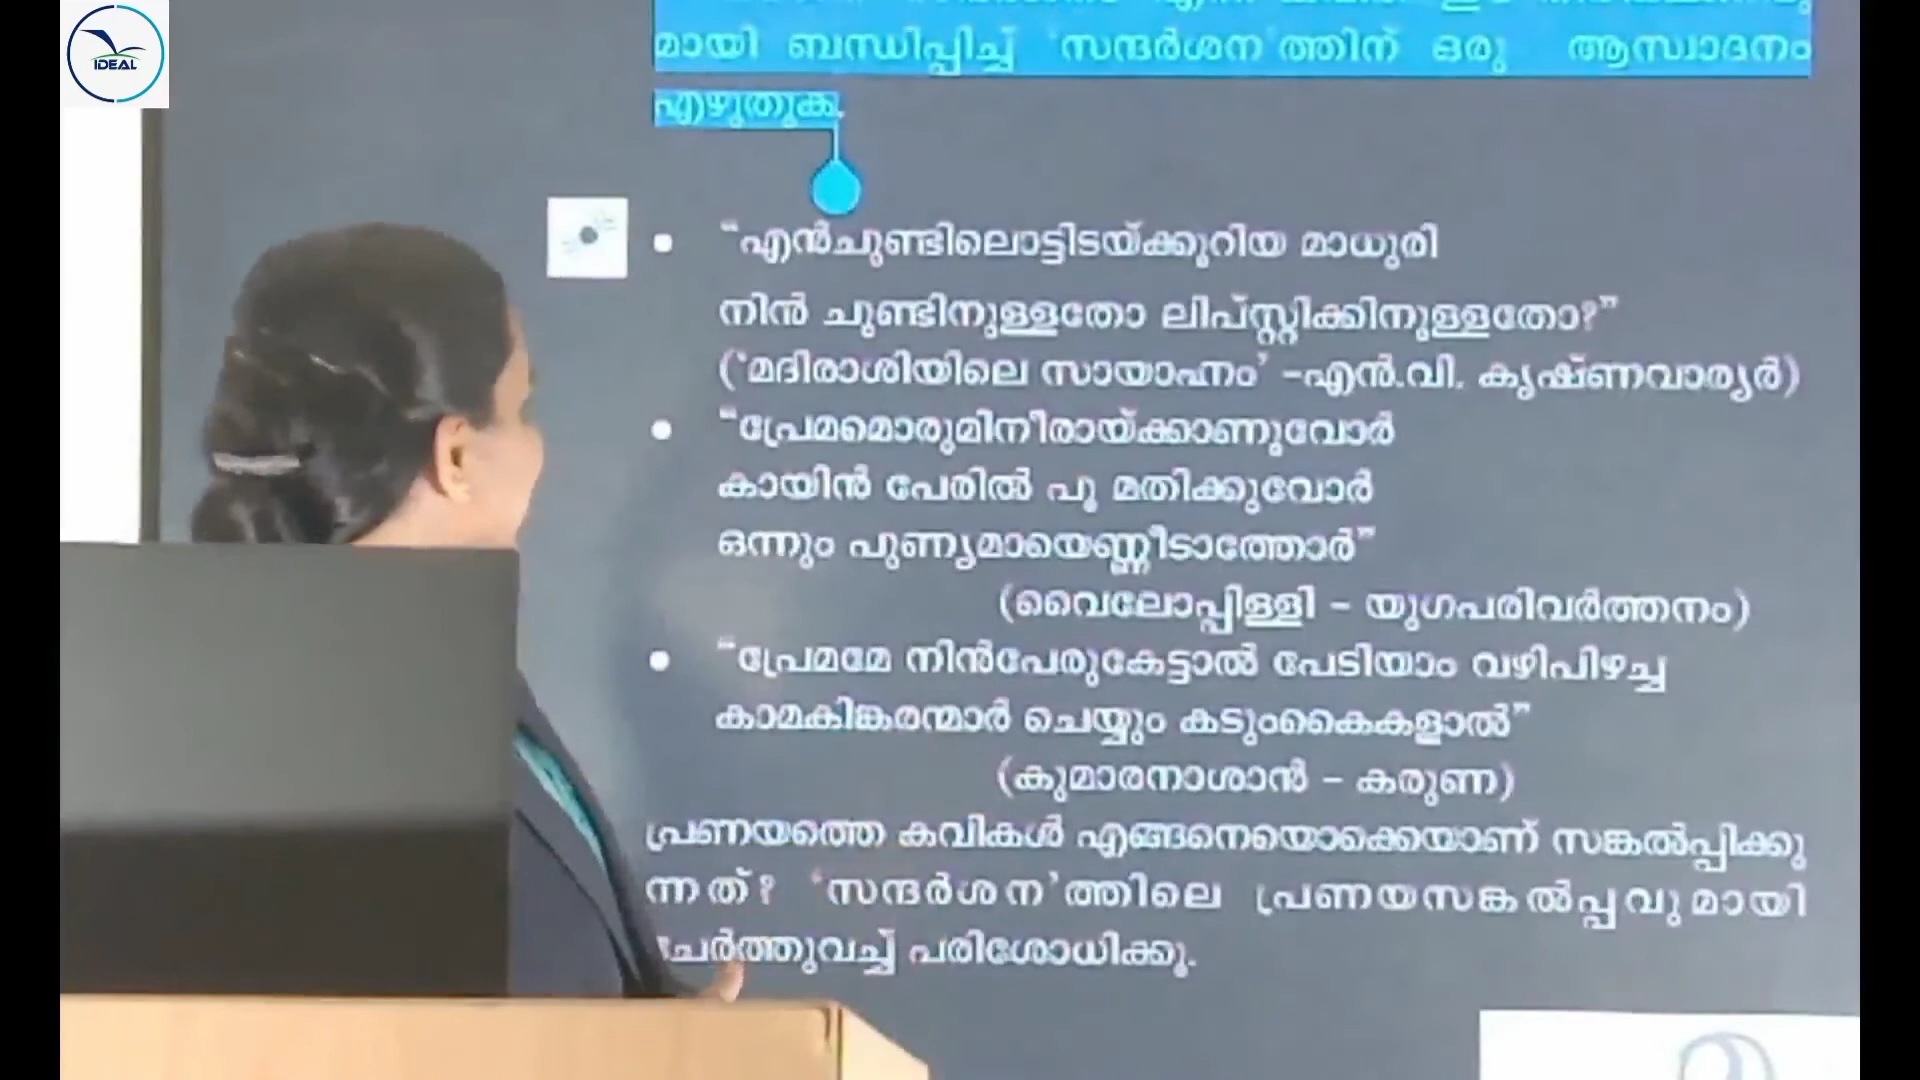 IDEAL
മായി ബന്ധിപ്പിച്ച് 'സന്ദർശന'ത്തിന് ഒരു ആസ്വാദനം
എഴുതുക.
• “എൻചുണ്ടിലൊട്ടിടയ്ക്കൂറിയ മാധുരി
നിൻ ചുണ്ടിനുള്ളതോ ലിപ്സ്റ്റിക്കിനുള്ളതോ?”
(‘മദിരാശിയിലെ സായാഹ്നം’ –എൻ.വി. കൃഷ്ണവാര്യർ)
• “പ്രേമമൊരുമിനീരായ്ക്കാണുവോർ
കായിൻ പേരിൽ പൂ മതിക്കുവോർ
ഒന്നും പുണ്യമായെണ്ണീടാത്തോർ”
(വൈലോപ്പിള്ളി – യുഗപരിവർത്തനം)
• “പ്രേമമേ നിൻപേരുകേട്ടാൽ പേടിയാം വഴിപിഴച്ച
കാമകിങ്കരന്മാർ ചെയ്യും കടുംകൈകളാൽ”
(കുമാരനാശാൻ – കരുണ)
പ്രണയത്തെ കവികൾ എങ്ങനെയൊക്കെയാണ് സങ്കൽപ്പിക്കു
ന്നത്? ‘സന്ദർശന’ത്തിലെ പ്രണയസങ്കൽപ്പവുമായി
ചേർത്തുവച്ച് പരിശോധിക്കൂ.